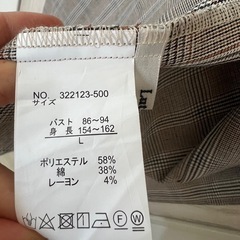 NO. 322123-500
サイズ
バスト 86～94
身長 154～162
L
ポリエステル 58%
綿 38%
レーヨン 4%